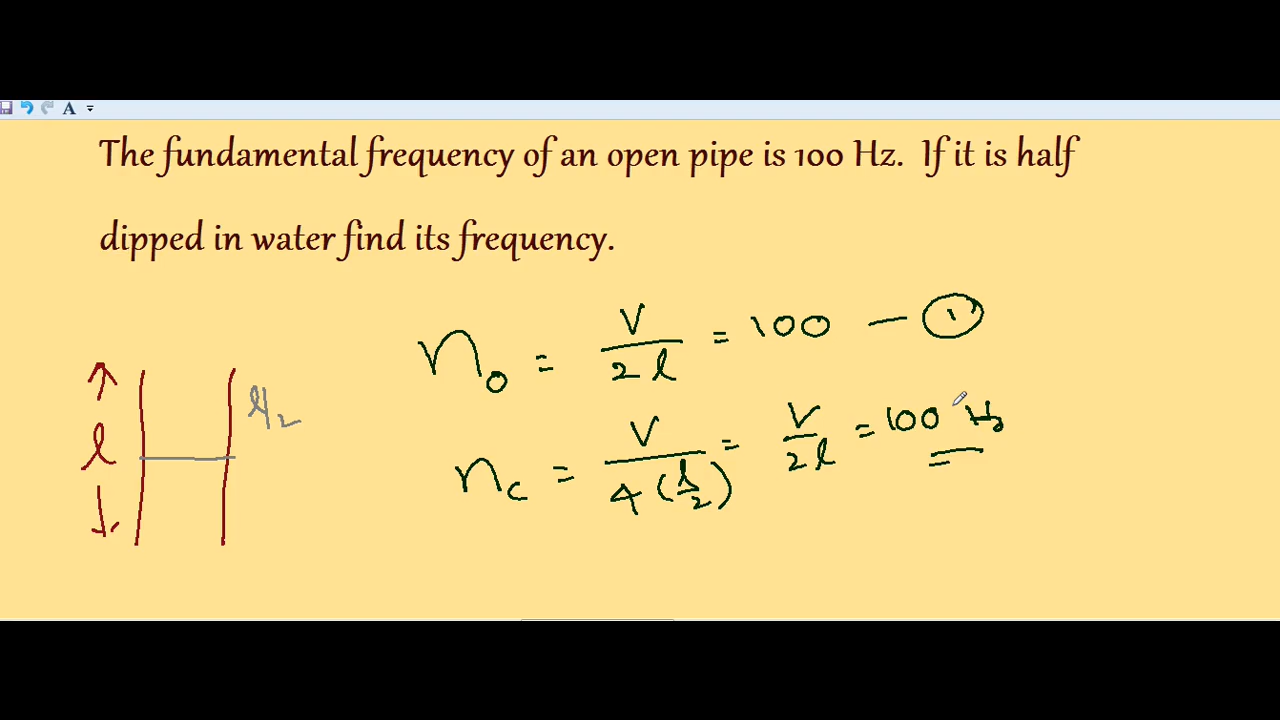 A
The fundamental frequency of an open pipe is 100 Hz. If it is half
dipped in water find its frequency.
n₀ = V/2l = 100 — ①
l
l/2
n_c = V/4(l/2) = V/2l = 100 Hz